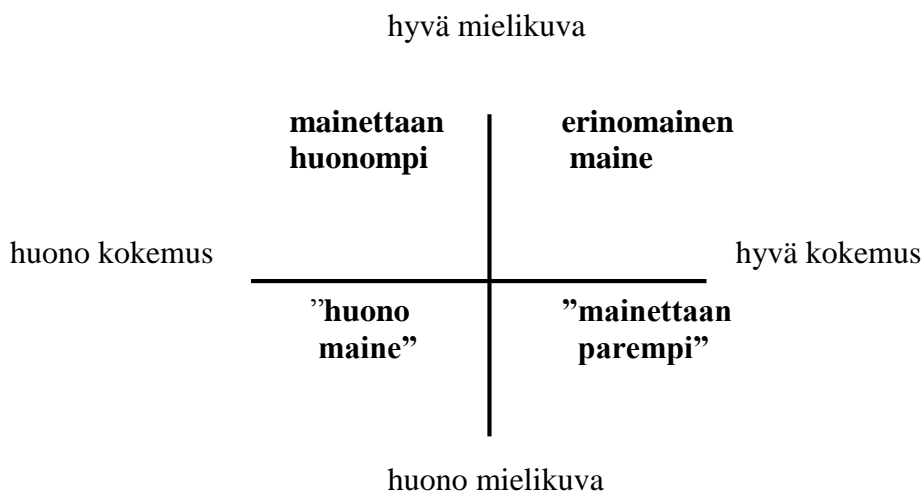 hyvä mielikuva
mainettaan
huonompi
erinomainen
maine
huono kokemus
hyvä kokemus
”huono
maine”
”mainettaan
parempi”
huono mielikuva